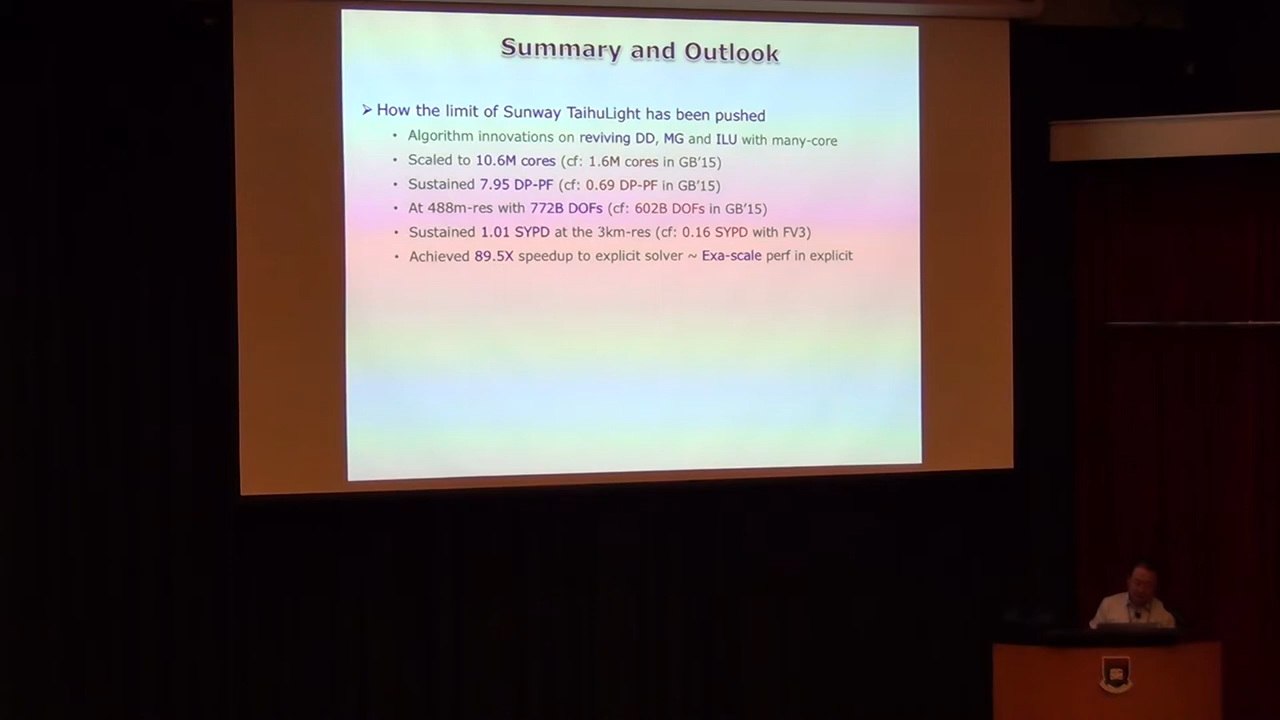 Summary and Outlook
➢ How the limit of Sunway TaihuLight has been pushed
• Algorithm innovations on reviving DD, MG and ILU with many-core
• Scaled to 10.6M cores (cf: 1.6M cores in GB'15)
• Sustained 7.95 DP-PF (cf: 0.69 DP-PF in GB'15)
• At 488m-res with 772B DOFs (cf: 602B DOFs in GB'15)
• Sustained 1.01 SYPD at the 3km-res (cf: 0.16 SYPD with FV3)
• Achieved 89.5X speedup to explicit solver ~ Exa-scale perf in explicit